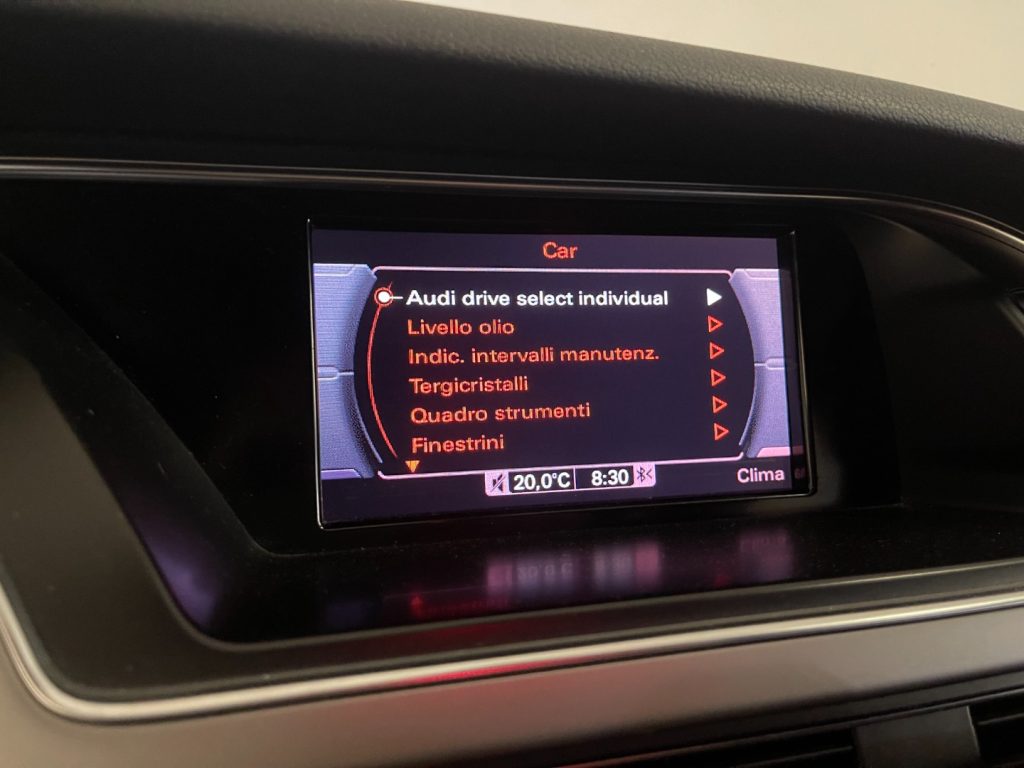 Car
Audi drive select individual
Livello olio
Indic. intervalli manutenz.
Tergicristalli
Quadro strumenti
Finestrini
20,0°C 8:30 Clima